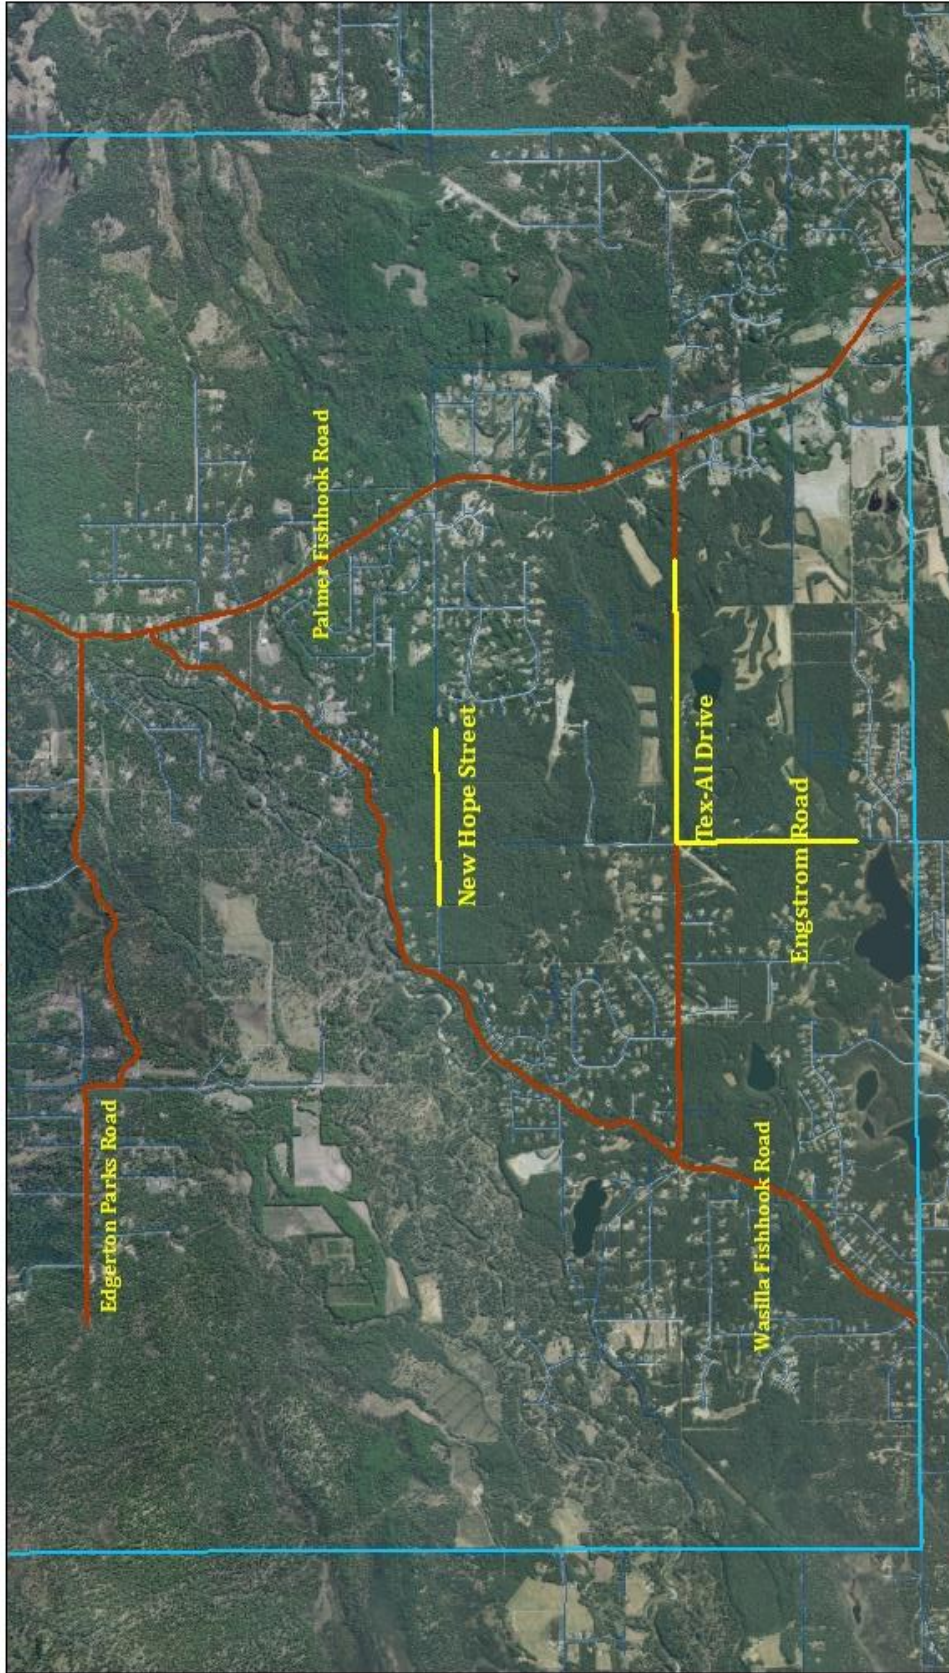 Edgerton Parks Road
Palmer Fishhook Road
New Hope Street
Tex-Al Drive
Engstrom Road
Wasilla Fishhook Road